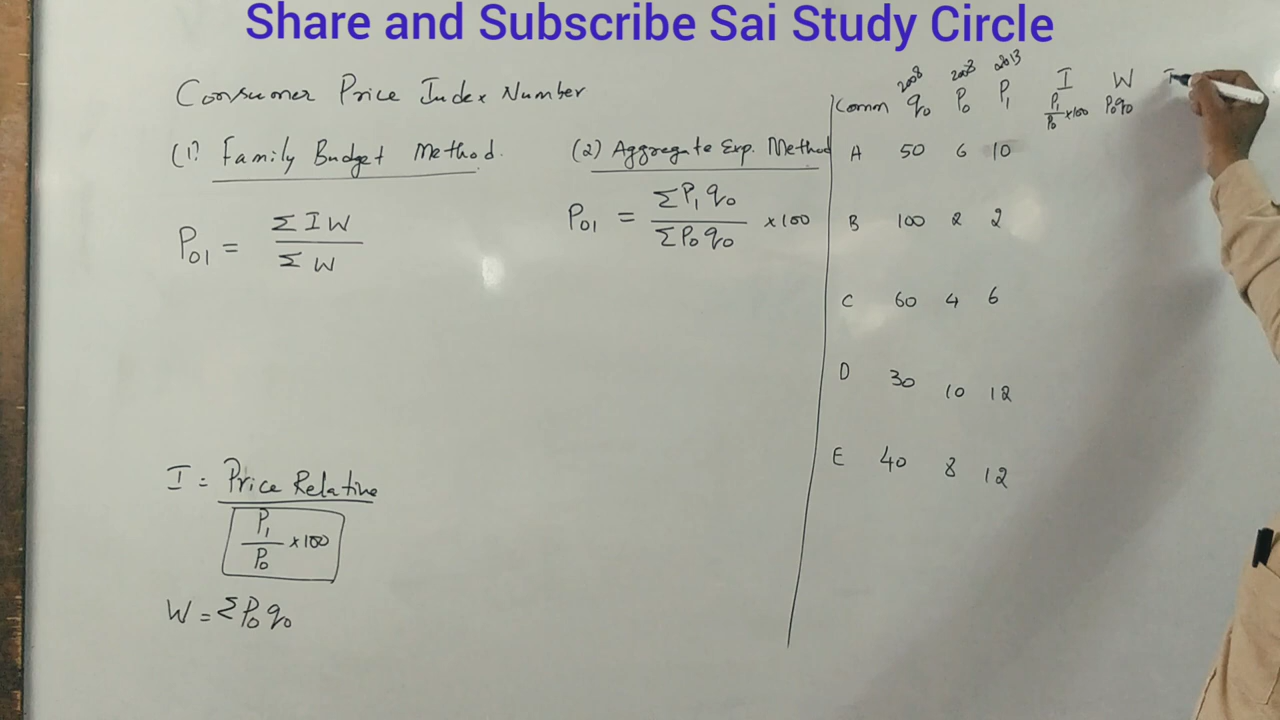 Share and Subscribe Sai Study Circle
Consumer Price Index Number
(1) Family Budget Method.
P01 = ΣIW / ΣW
(2) Aggregate Exp. Method
P01 = ΣP1q0 / ΣP0q0 ×100
I = Price Relative
P1 / P0 ×100
W = ΣP0q0
2008 2008 2013
Comm q0 P0 P1 I W
P1/P0 ×100 P0q0
A 50 6 10
B 100 2 2
C 60 4 6
D 30 10 12
E 40 8 12